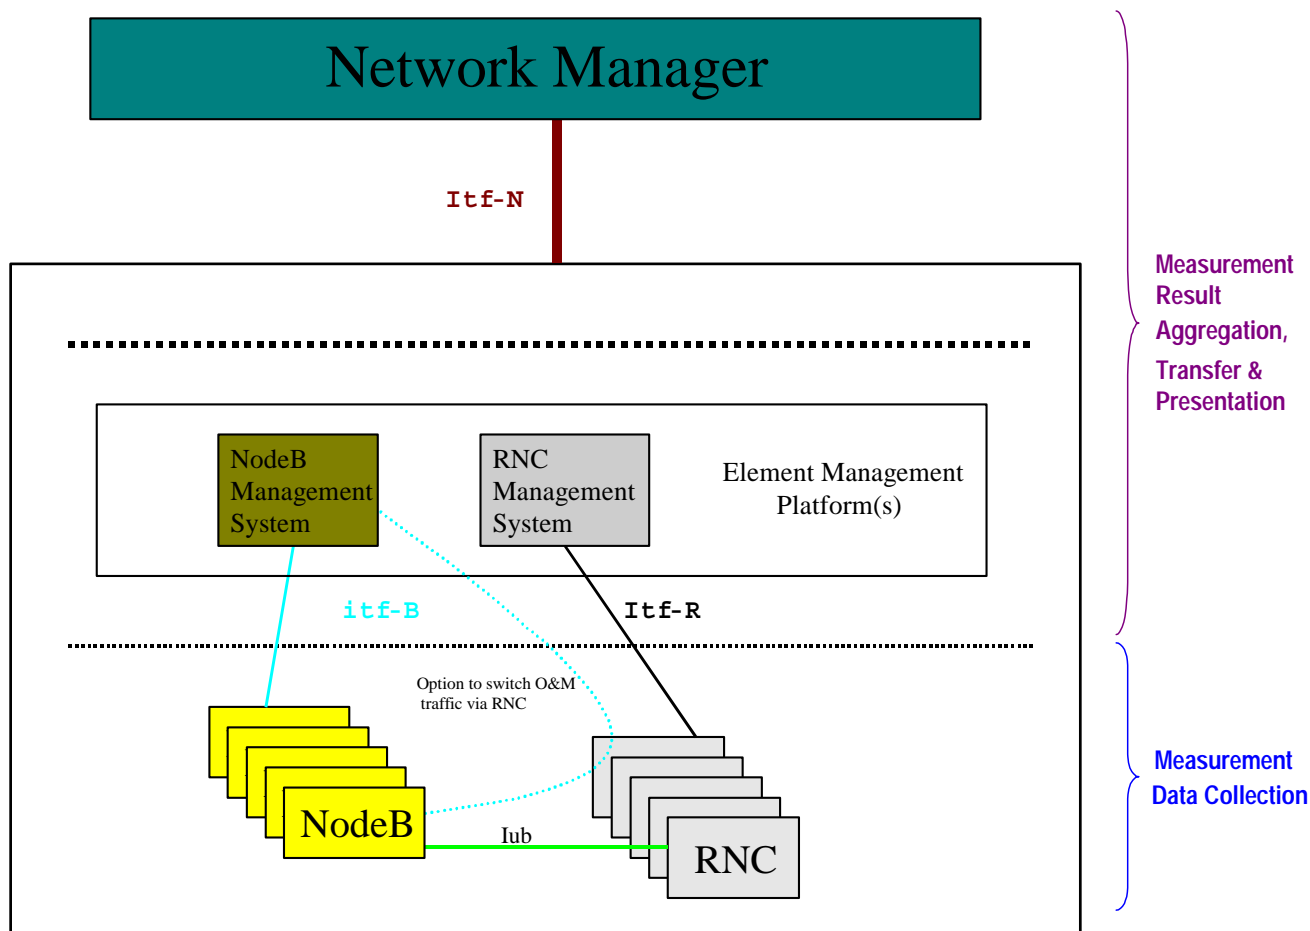 Network Manager
Itf-N
Measurement
Result
Aggregation,
Transfer &
Presentation
NodeB
Management
System
RNC
Management
System
Element Management
Platform(s)
itf-B
Itf-R
Option to switch O&M
traffic via RNC
Measurement
Data Collection
NodeB
Iub
RNC